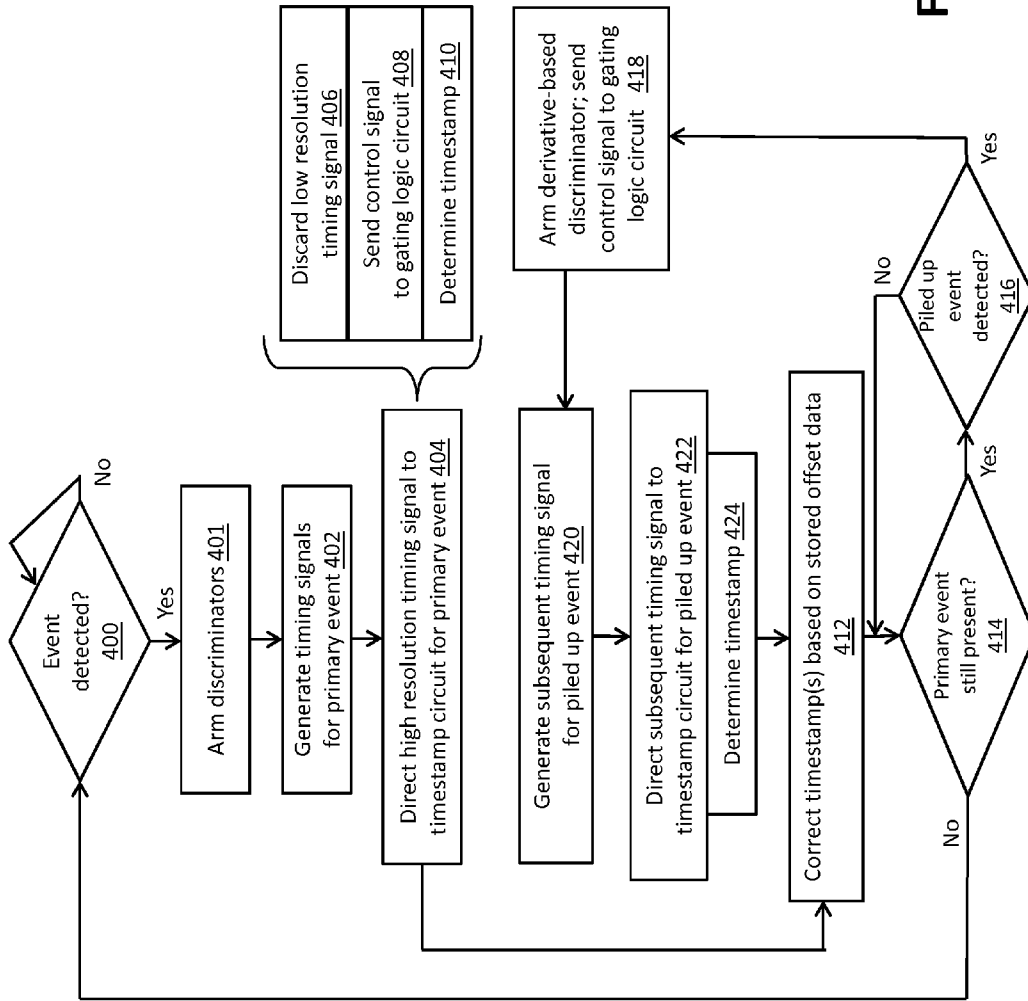 Event
detected?
400
No
Yes
Arm discriminators 401
Generate timing signals
for primary event 402
Direct high resolution timing signal to
timestamp circuit for primary event 404
Discard low resolution
timing signal 406
Send control signal
to gating logic circuit 408
Determine timestamp 410
Generate subsequent timing signal
for piled up event 420
Arm derivative-based
discriminator; send
control signal to gating
logic circuit 418
Direct subsequent timing signal to
timestamp circuit for piled up event 422
Determine timestamp 424
Correct timestamp(s) based on stored offset data
412
Primary event
still present?
414
No
Yes
Piled up
event
detected?
416
No
Yes
F